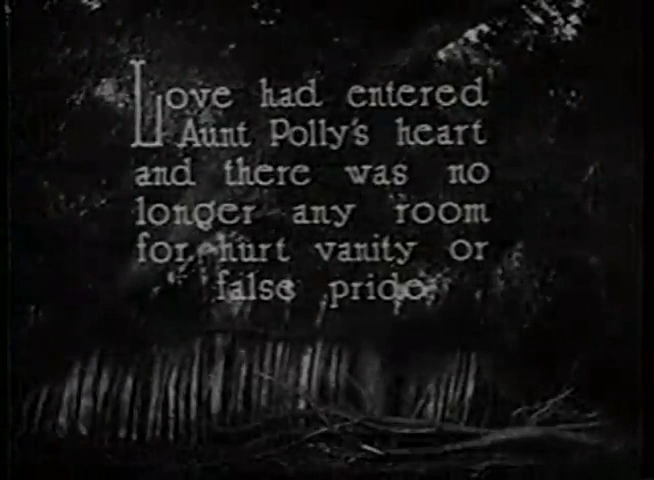 Love had entered
Aunt Polly's heart
and there was no
longer any room
for hurt vanity or
false pride.